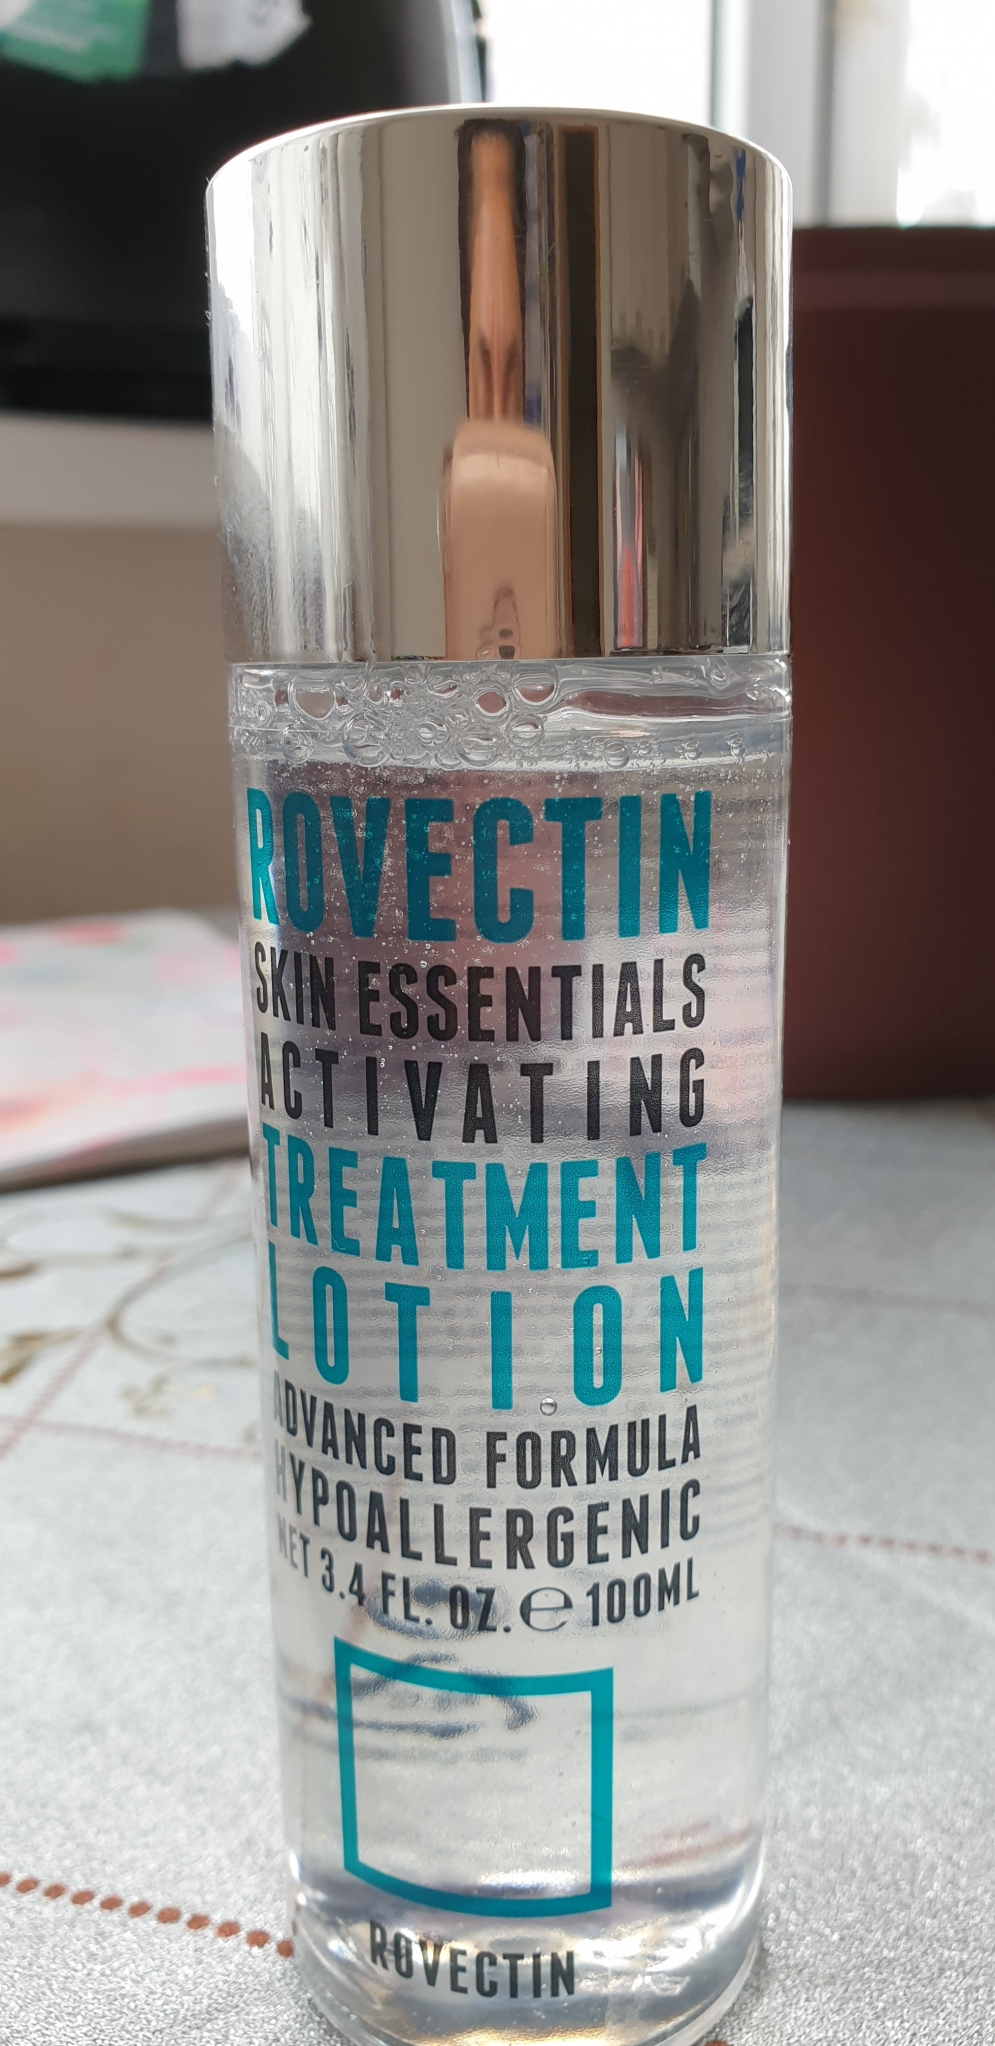 ROVECTIN
SKIN ESSENTIALS
ACTIVATING
TREATMENT
LOTION
ADVANCED FORMULA
HYPOALLERGENIC
NET 3.4 FL. OZ. ℮ 100ML
ROVECTIN